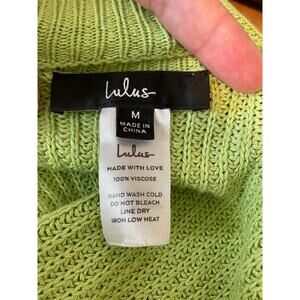 Lulus
M
MADE IN
CHINA
Lulus
MADE WITH LOVE
100% VISCOSE
HAND WASH COLD
DO NOT BLEACH
LINE DRY
IRON LOW HEAT